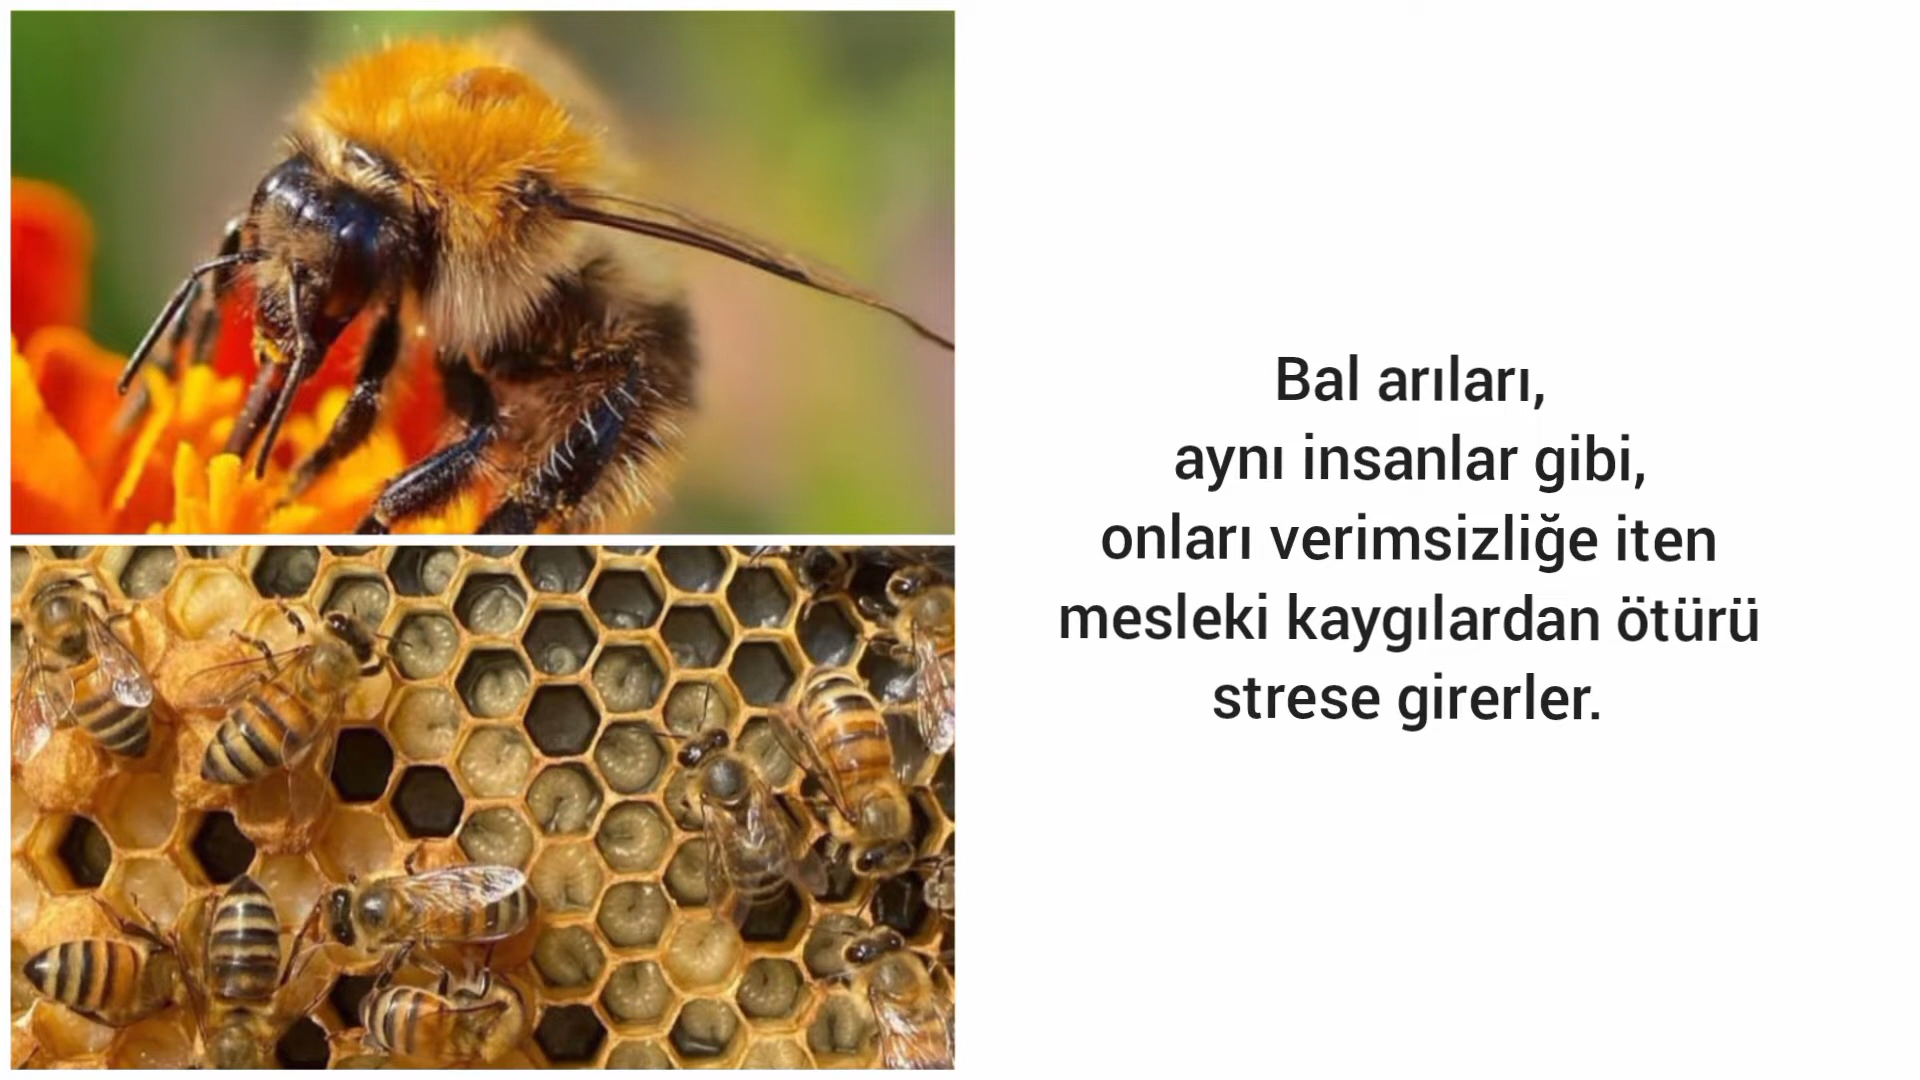 Bal arıları,
aynı insanlar gibi,
onları verimsizliğe iten
mesleki kaygılardan ötürü
strese girerler.